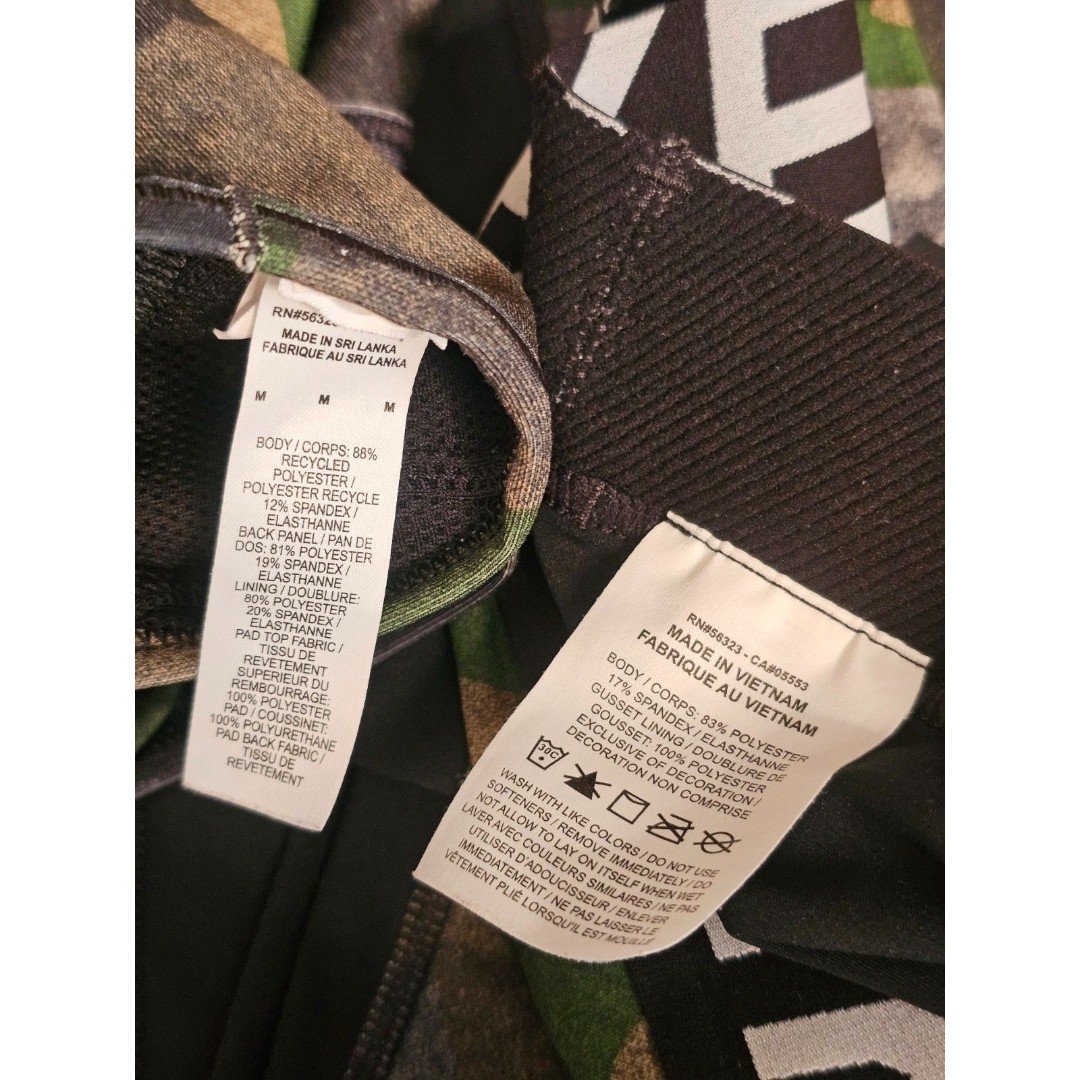 RN#56323
MADE IN SRI LANKA
FABRIQUE AU SRI LANKA
M M M
BODY / CORPS: 88%
RECYCLED
POLYESTER /
POLYESTER RECYCLE
12% SPANDEX /
ELASTHANNE
BACK PANEL / PAN DE
DOS: 81% POLYESTER
19% SPANDEX /
ELASTHANNE
LINING / DOUBLURE:
80% POLYESTER
20% SPANDEX /
ELASTHANNE
PAD TOP FABRIC /
TISSU DE
REVETEMENT
SUPERIEUR DU
REMBOURRAGE:
100% POLYESTER
PAD / COUSSINET:
100% POLYURETHANE
PAD BACK FABRIC /
TISSU DE
REVETEMENT
RN#56323 - CA#05553
MADE IN VIETNAM
FABRIQUE AU VIETNAM
BODY / CORPS: 83% POLYESTER
17% SPANDEX / ELASTHANNE
GUSSET LINING / DOUBLURE DE
GOUSSET: 100% POLYESTER
EXCLUSIVE OF DECORATION /
DECORATION NON COMPRISE
30C
WASH WITH LIKE COLORS / DO NOT USE
SOFTENERS / REMOVE IMMEDIATELY / DO
NOT ALLOW TO LAY ON ITSELF WHEN WET
LAVER AVEC COULEURS SIMILAIRES / NE PAS
UTILISER D'ADOUCISSEUR / ENLEVER
IMMEDIATEMENT / NE PAS LAISSER LE
VÊTEMENT PLIÉ LORSQU'IL EST MOUILLE